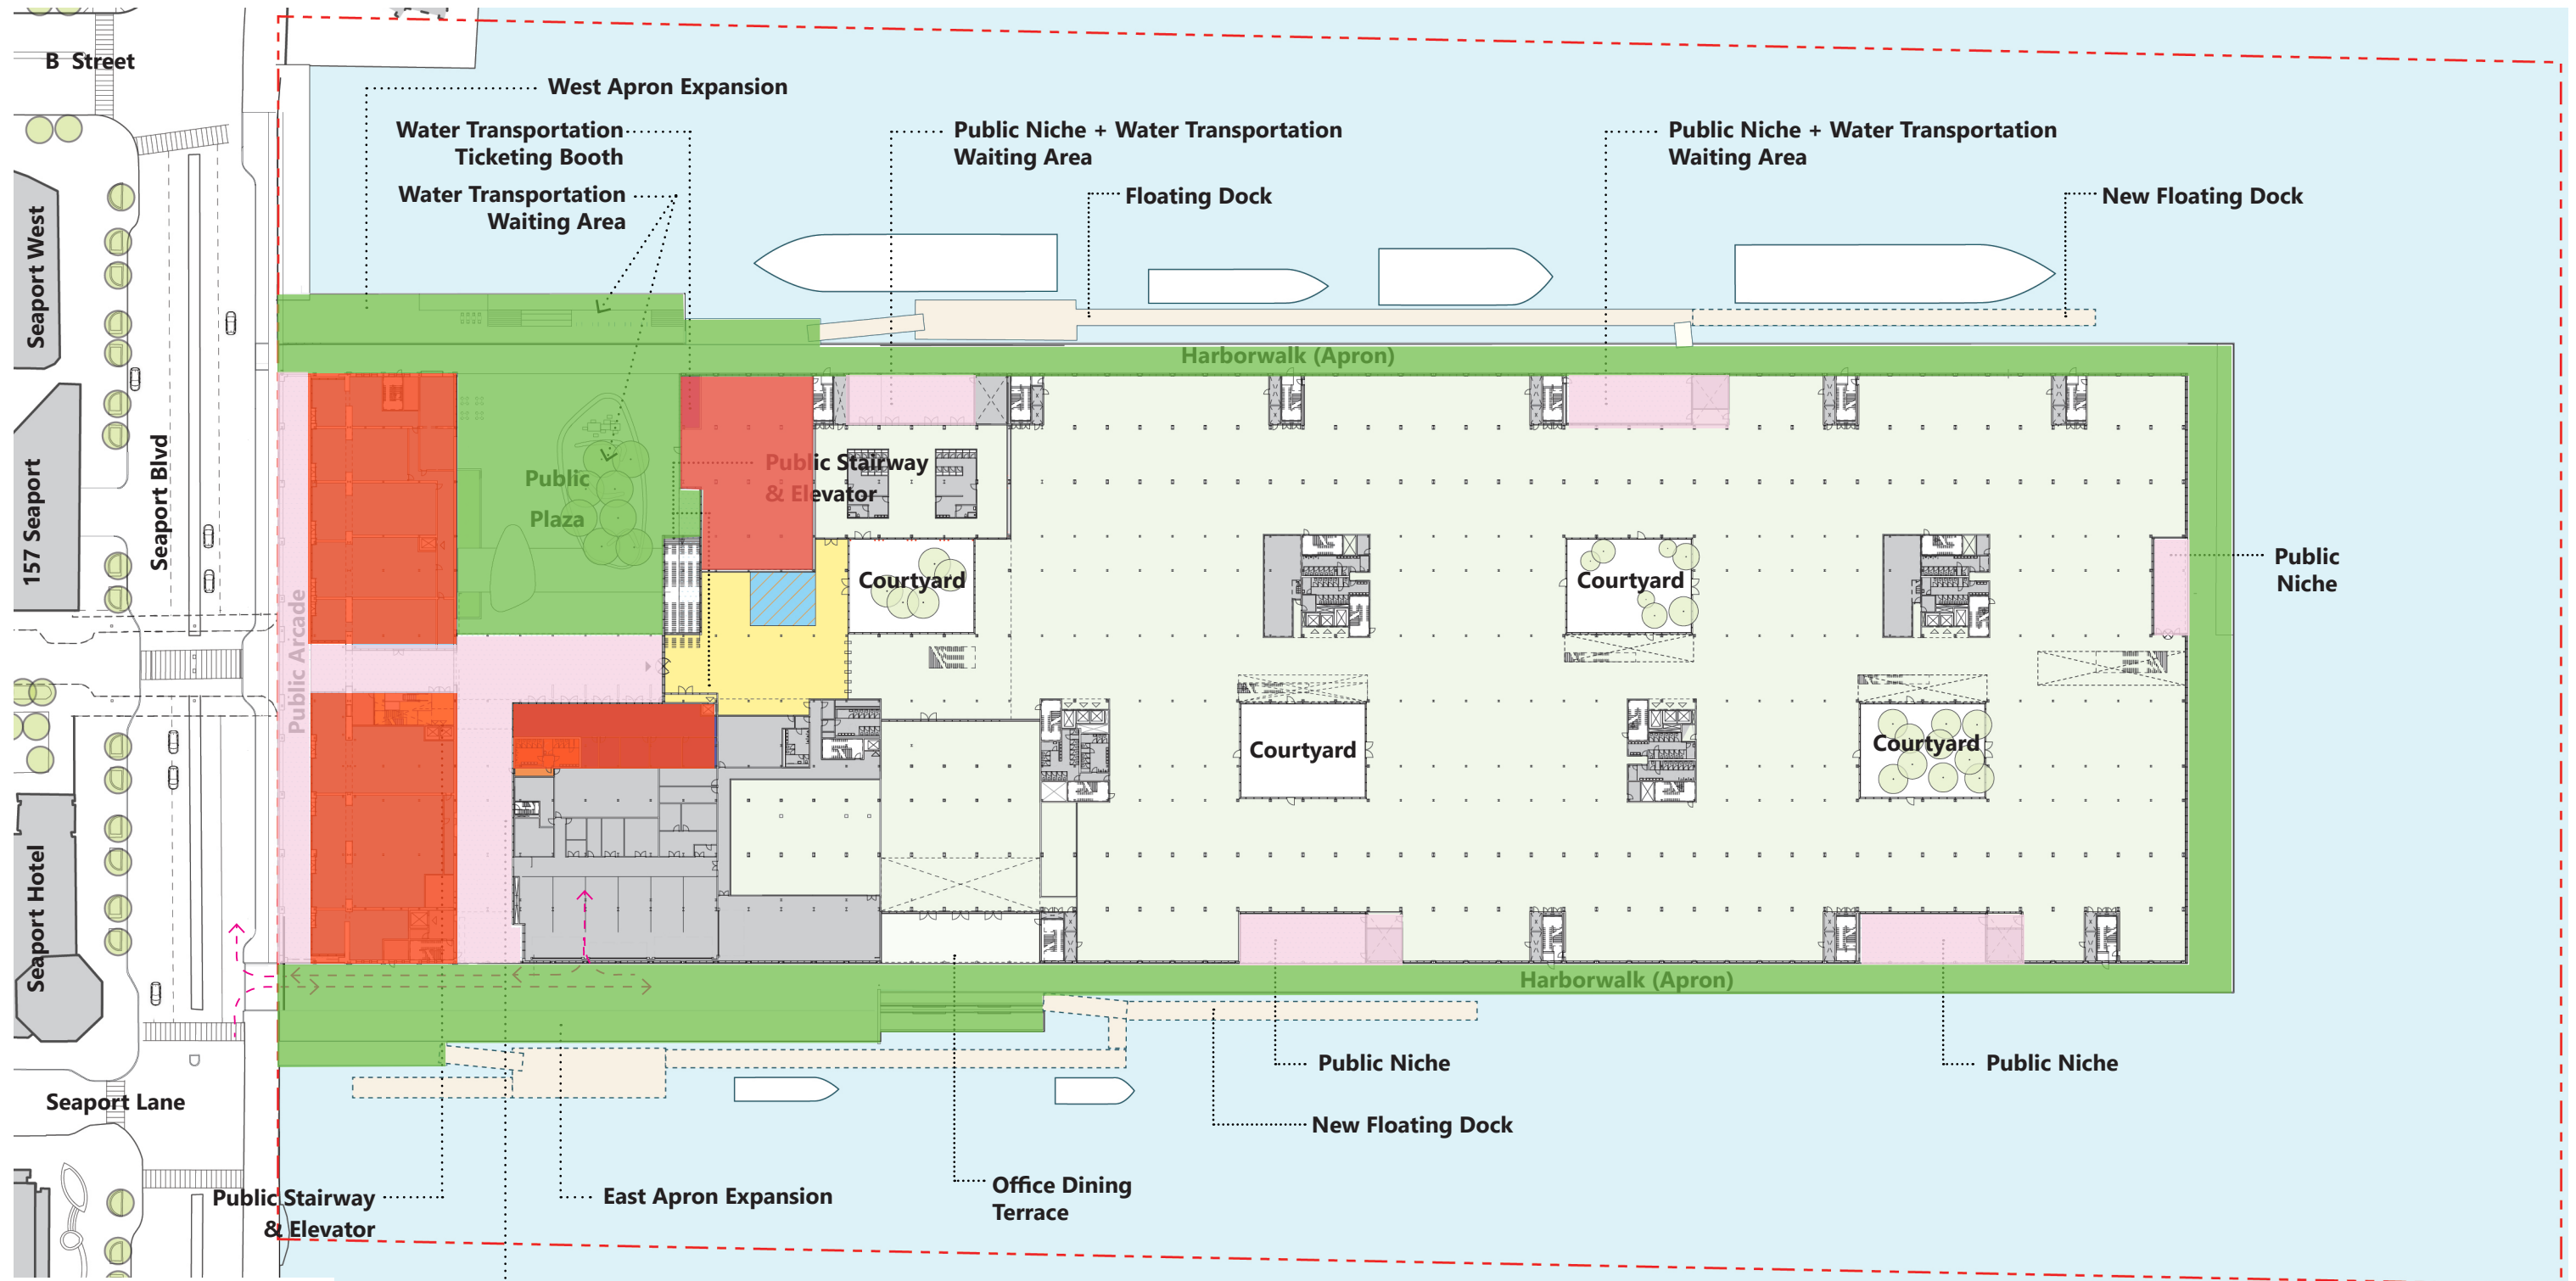 B Street
West Apron Expansion
Water Transportation
Ticketing Booth
Public Niche + Water Transportation
Waiting Area
Public Niche + Water Transportation
Waiting Area
Water Transportation
Waiting Area
Floating Dock
New Floating Dock
Seaport West
Harborwalk (Apron)
157 Seaport
Seaport Blvd
Public
Plaza
Public Stairway
& Elevator
Courtyard
Courtyard
Public
Niche
Public Arcade
Courtyard
Courtyard
Seaport Hotel
Harborwalk (Apron)
Public Niche
Public Niche
Seaport Lane
New Floating Dock
Public Stairway
& Elevator
East Apron Expansion
Office Dining
Terrace